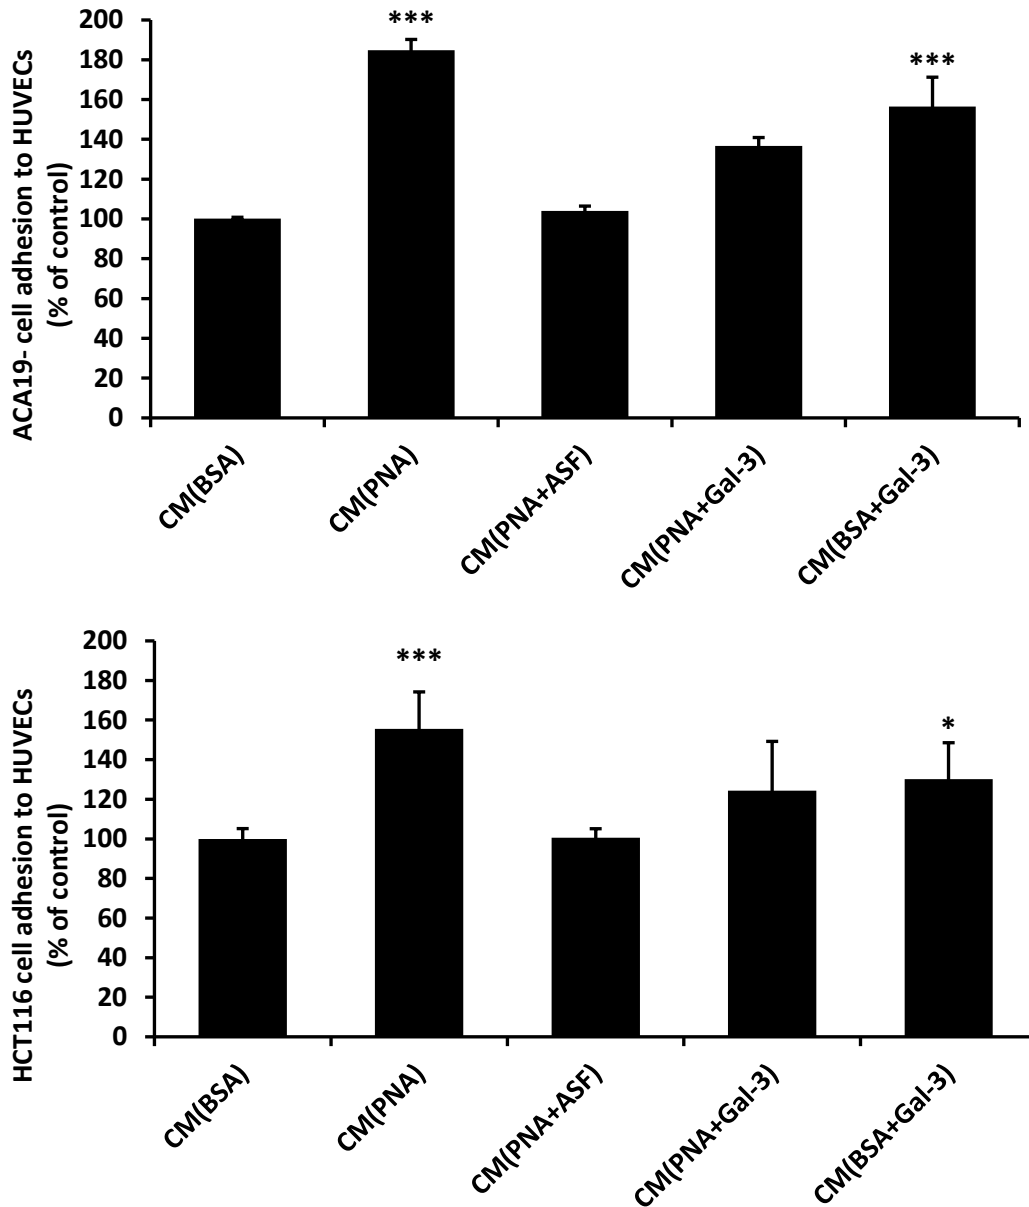 ACA19- cell adhesion to HUVECs
(% of control)
200
180
160
140
120
100
80
60
40
20
0
***
***
CM(BSA)
CM(PNA)
CM(PNA+ASF)
CM(PNA+Gal-3)
CM(BSA+Gal-3)
HCT116 cell adhesion to HUVECs
(% of control)
200
180
160
140
120
100
80
60
40
20
0
***
*
CM(BSA)
CM(PNA)
CM(PNA+ASF)
CM(PNA+Gal-3)
CM(BSA+Gal-3)